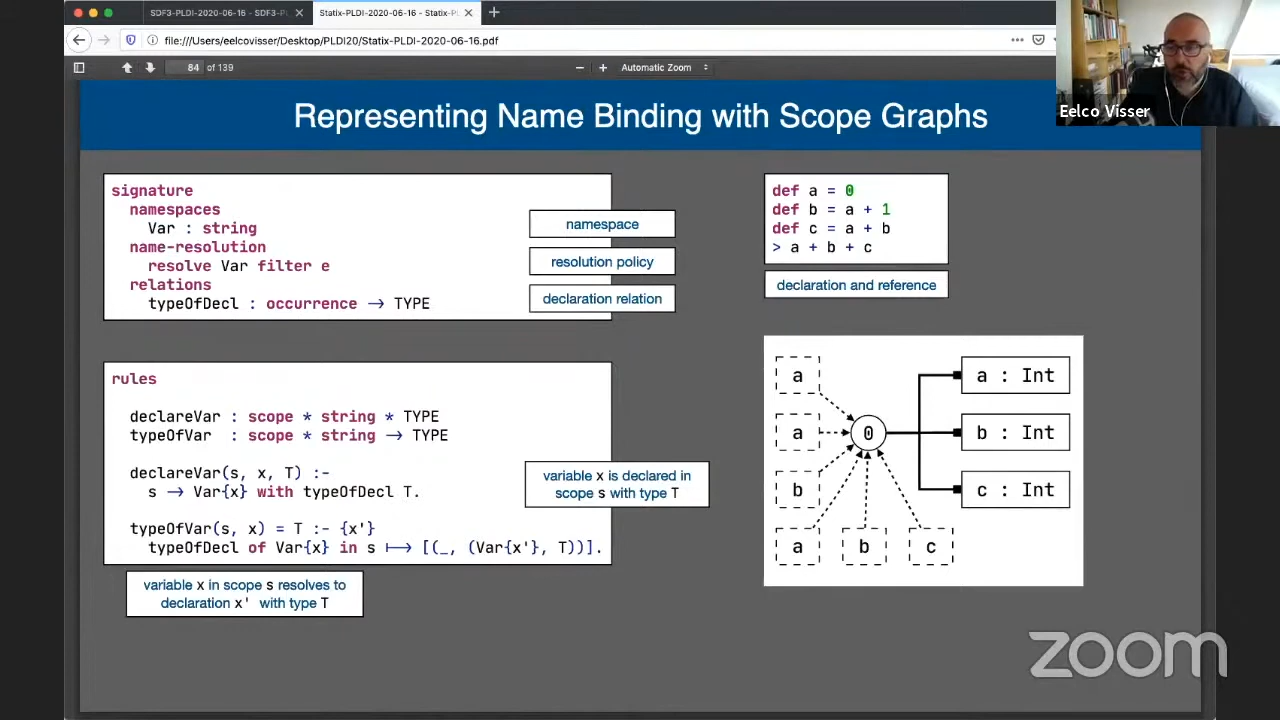 SDF3-PLDI-2020-06-16 - SDF3-P
Statix-PLDI-2020-06-16 - Statix-P
file:///Users/eelcovisser/Desktop/PLDI20/Statix-PLDI-2020-06-16.pdf
84 of 139
Automatic Zoom
Eelco Visser
Representing Name Binding with Scope Graphs
signature
namespaces
Var : string
name-resolution
resolve Var filter e
relations
typeOfDecl : occurrence → TYPE
namespace
resolution policy
declaration relation
def a = 0
def b = a + 1
def c = a + b
> a + b + c
declaration and reference
rules
declareVar : scope * string * TYPE
typeOfVar : scope * string → TYPE
declareVar(s, x, T) :-
s → Var{x} with typeOfDecl T.
typeOfVar(s, x) = T :- {x'}
typeOfDecl of Var{x} in s ⟼ [(_, (Var{x'}, T))].
variable x is declared in
scope s with type T
variable x in scope s resolves to
declaration x' with type T
a
a : Int
a
0
b : Int
b
c : Int
a b c
zoom